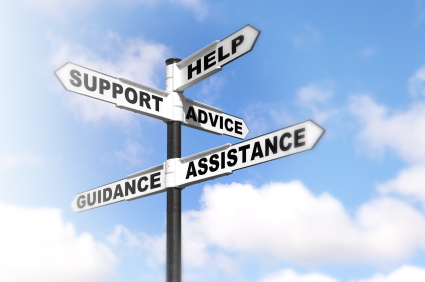 HELP
SUPPORT
ADVICE
ASSISTANCE
GUIDANCE